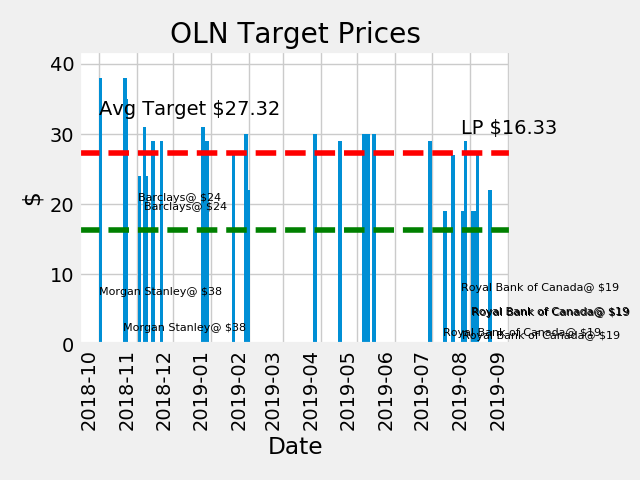 OLN Target Prices
40
Avg Target $27.32
LP $16.33
30
$
20
Barclays@ $24
Barclays@ $24
10
Morgan Stanley@ $38
Royal Bank of Canada@ $19
Royal Bank of Canada@ $19
Morgan Stanley@ $38
Royal Bank of Canada@ $19
Royal Bank of Canada@ $19
0
2018-10
2018-11
2018-12
2019-01
2019-02
2019-03
2019-04
2019-05
2019-06
2019-07
2019-08
2019-09
Date